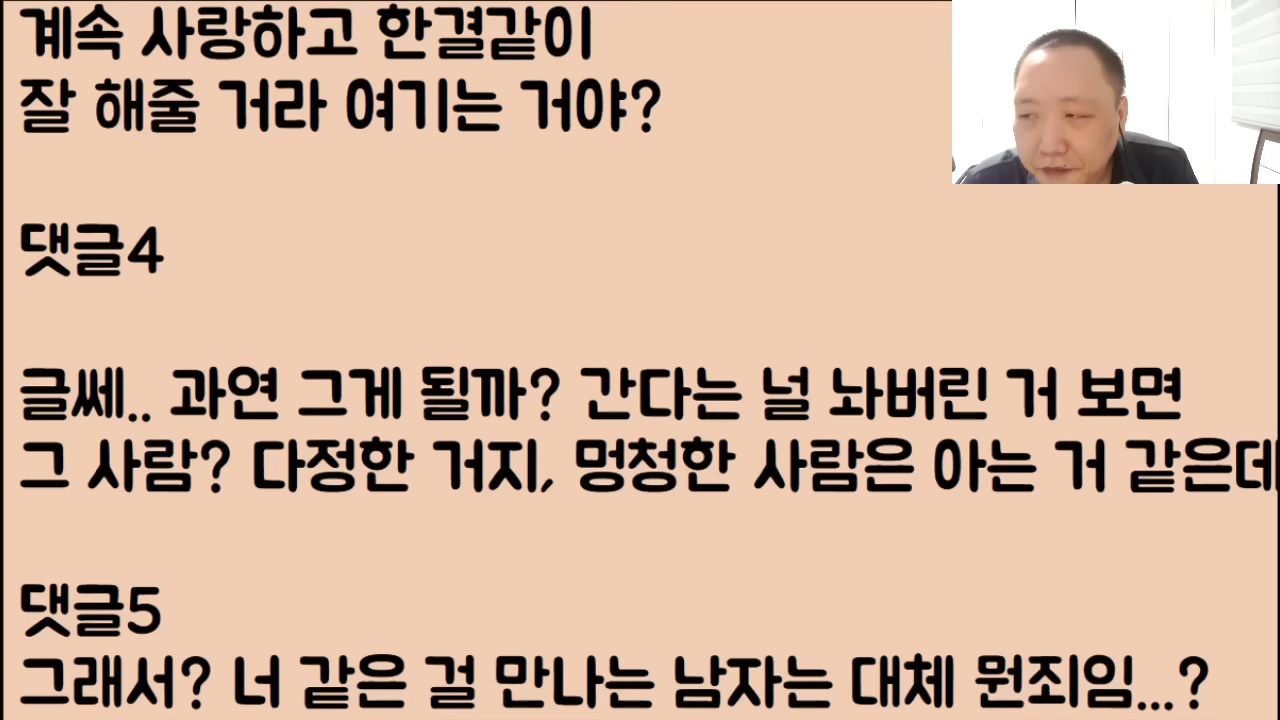 계속 사랑하고 한결같이
잘 해줄 거라 여기는 거야?
댓글4
글쎄.. 과연 그게 될까? 간다는 널 놔버린 거 보면
그 사람? 다정한 거지, 멍청한 사람은 아는 거 같은데
댓글5
그래서? 너 같은 걸 만나는 남자는 대체 뭔죄임...?